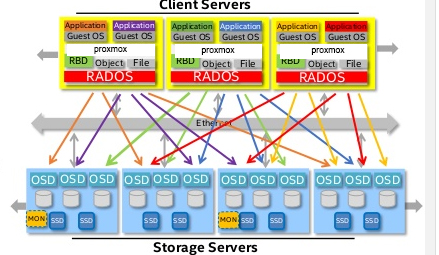 Client Servers
Application Application Application Application Application Application
Guest OS Guest OS Guest OS Guest OS Guest OS Guest OS
proxmox proxmox proxmox
RBD Object File RBD Object File RBD Object File
RADOS RADOS RADOS
Ethernet
OSD OSD OSD OSD OSD OSD OSD OSD OSD OSD OSD OSD
MON SSD SSD SSD SSD MON SSD SSD SSD SSD
Storage Servers